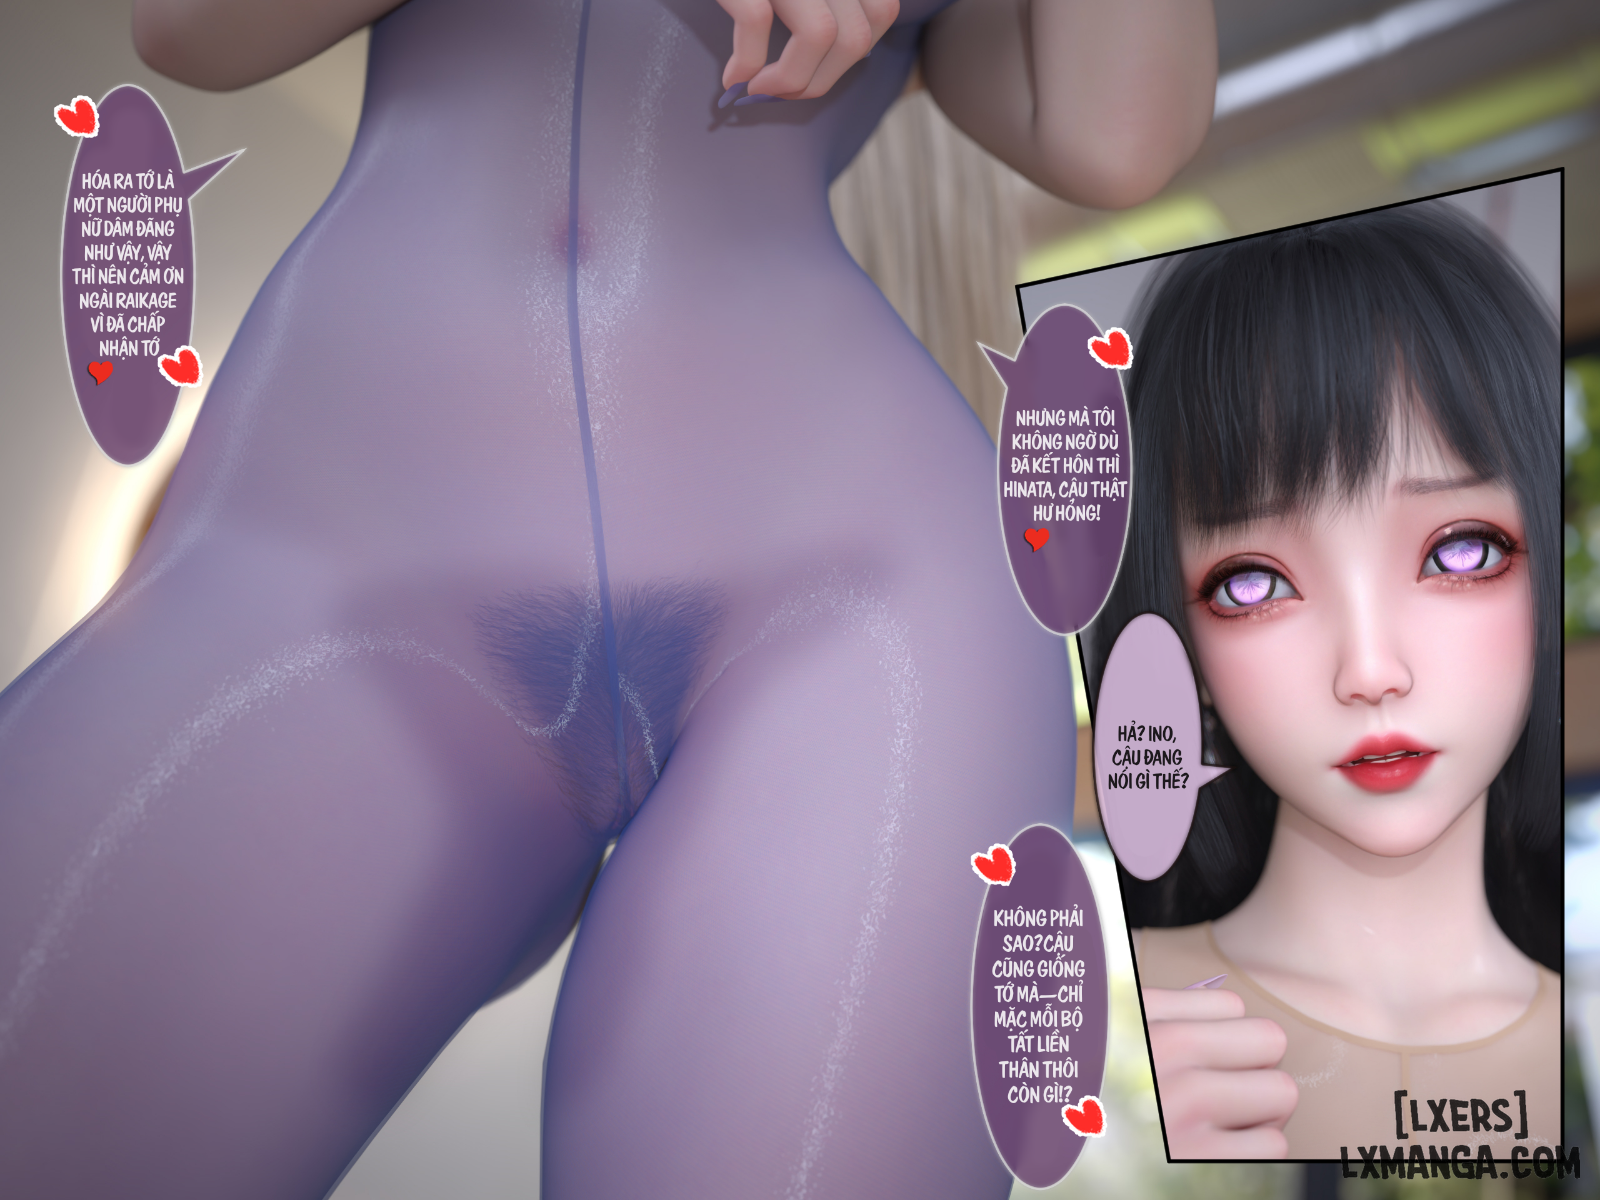 HÓA RA TỚ LÀ
MỘT NGƯỜI PHỤ
NỮ DÂM ĐÃNG
NHƯ VẬY, VẬY
THÌ NÊN CẢM ƠN
NGÀI RAIKAGE
VÌ ĐÃ CHẤP
NHẬN TỚ
NHƯNG MÀ TÔI
KHÔNG NGỜ DÙ
ĐÃ KẾT HÔN THÌ
HINATA, CẬU THẬT
HƯ HỎNG!
HẢ? INO,
CẬU ĐANG
NÓI GÌ THẾ?
KHÔNG PHẢI
SAO?CẬU
CŨNG GIỐNG
TỚ MÀ—CHỈ
MẶC MỖI BỘ
TẤT LIỀN
THÂN THÔI
CÒN GÌ!?
[LXERS]
LXMANGA.COM